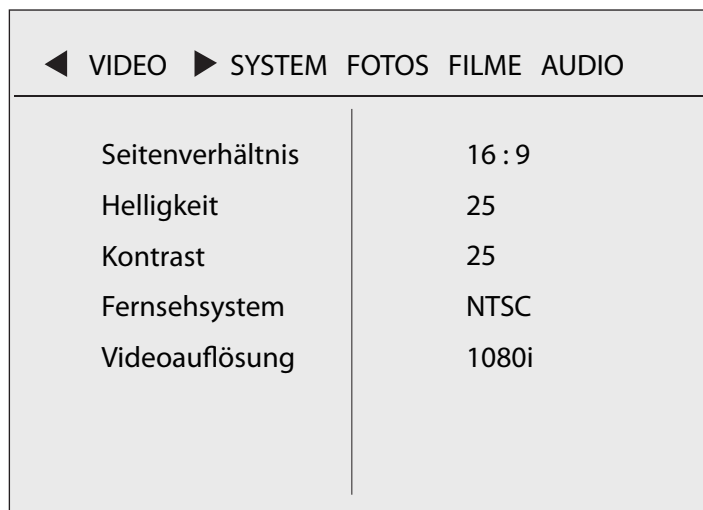 VIDEO SYSTEM FOTOS FILME AUDIO
Seitenverhältnis 16 : 9
Helligkeit 25
Kontrast 25
Fernsehsystem NTSC
Videoauflösung 1080i